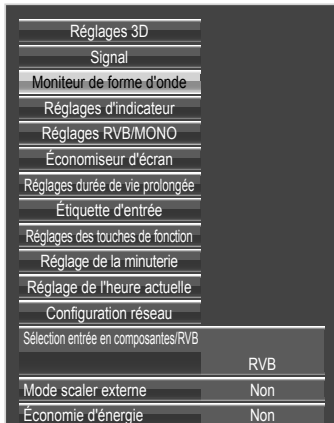 Réglages 3D
Signal
Moniteur de forme d'onde
Réglages d'indicateur
Réglages RVB/MONO
Économiseur d'écran
Réglages durée de vie prolongée
Étiquette d'entrée
Réglages des touches de fonction
Réglage de la minuterie
Réglage de l'heure actuelle
Configuration réseau
Sélection entrée en composantes/RVB
RVB
Mode scaler externe Non
Économie d'énergie Non